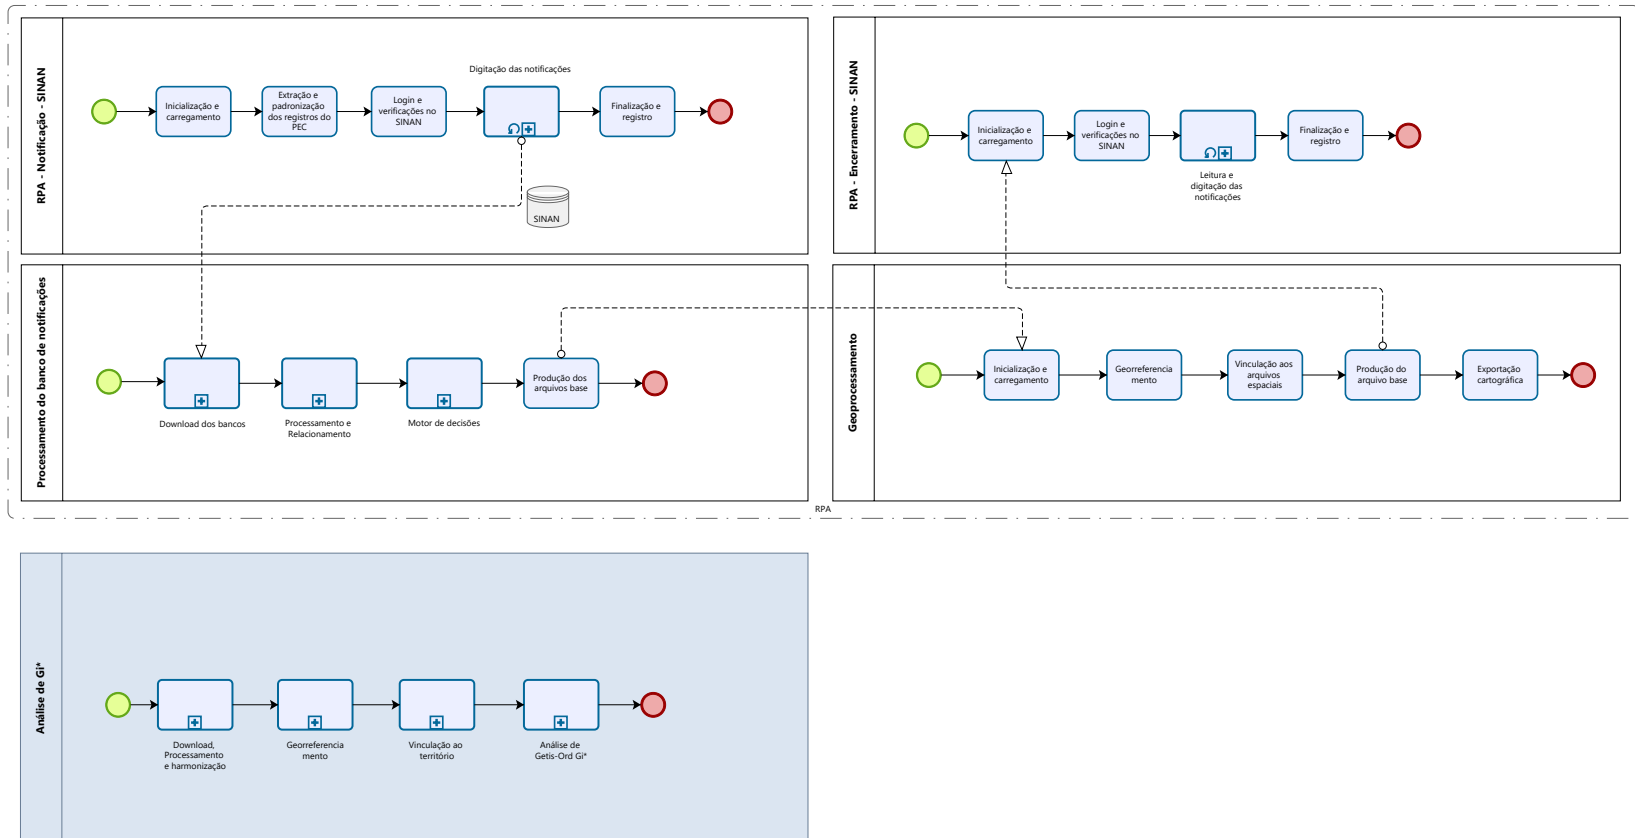 RPA - Notificação - SINAN
Digitação das notificações
Inicialização e
carregamento
Extração e
padronização
dos registros do
PEC
Login e
verificações no
SINAN
Finalização e
registro
SINAN
RPA - Encerramento - SINAN
Inicialização e
carregamento
Login e
verificações no
SINAN
Finalização e
registro
Leitura e
digitação das
notificações
Processamento do banco de notificações
Download dos bancos
Processamento e
Relacionamento
Motor de decisões
Produção dos
arquivos base
Geoprocessamento
Inicialização e
carregamento
Georreferencia
mento
Vinculação aos
arquivos
espaciais
Produção do
arquivo base
Exportação
cartográfica
RPA
Análise de Gi*
Download,
Processamento
e harmonização
Georreferencia
mento
Vinculação ao
território
Análise de
Getis-Ord Gi*